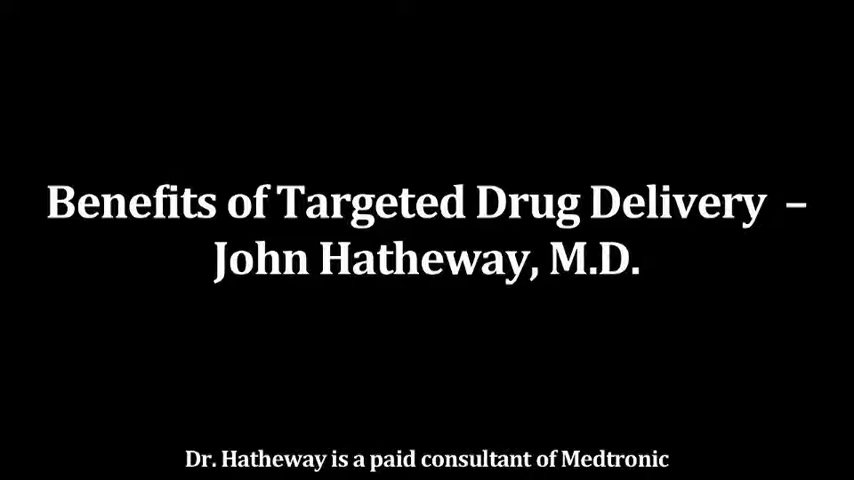 Benefits of Targeted Drug Delivery –
John Hatheway, M.D.
Dr. Hatheway is a paid consultant of Medtronic